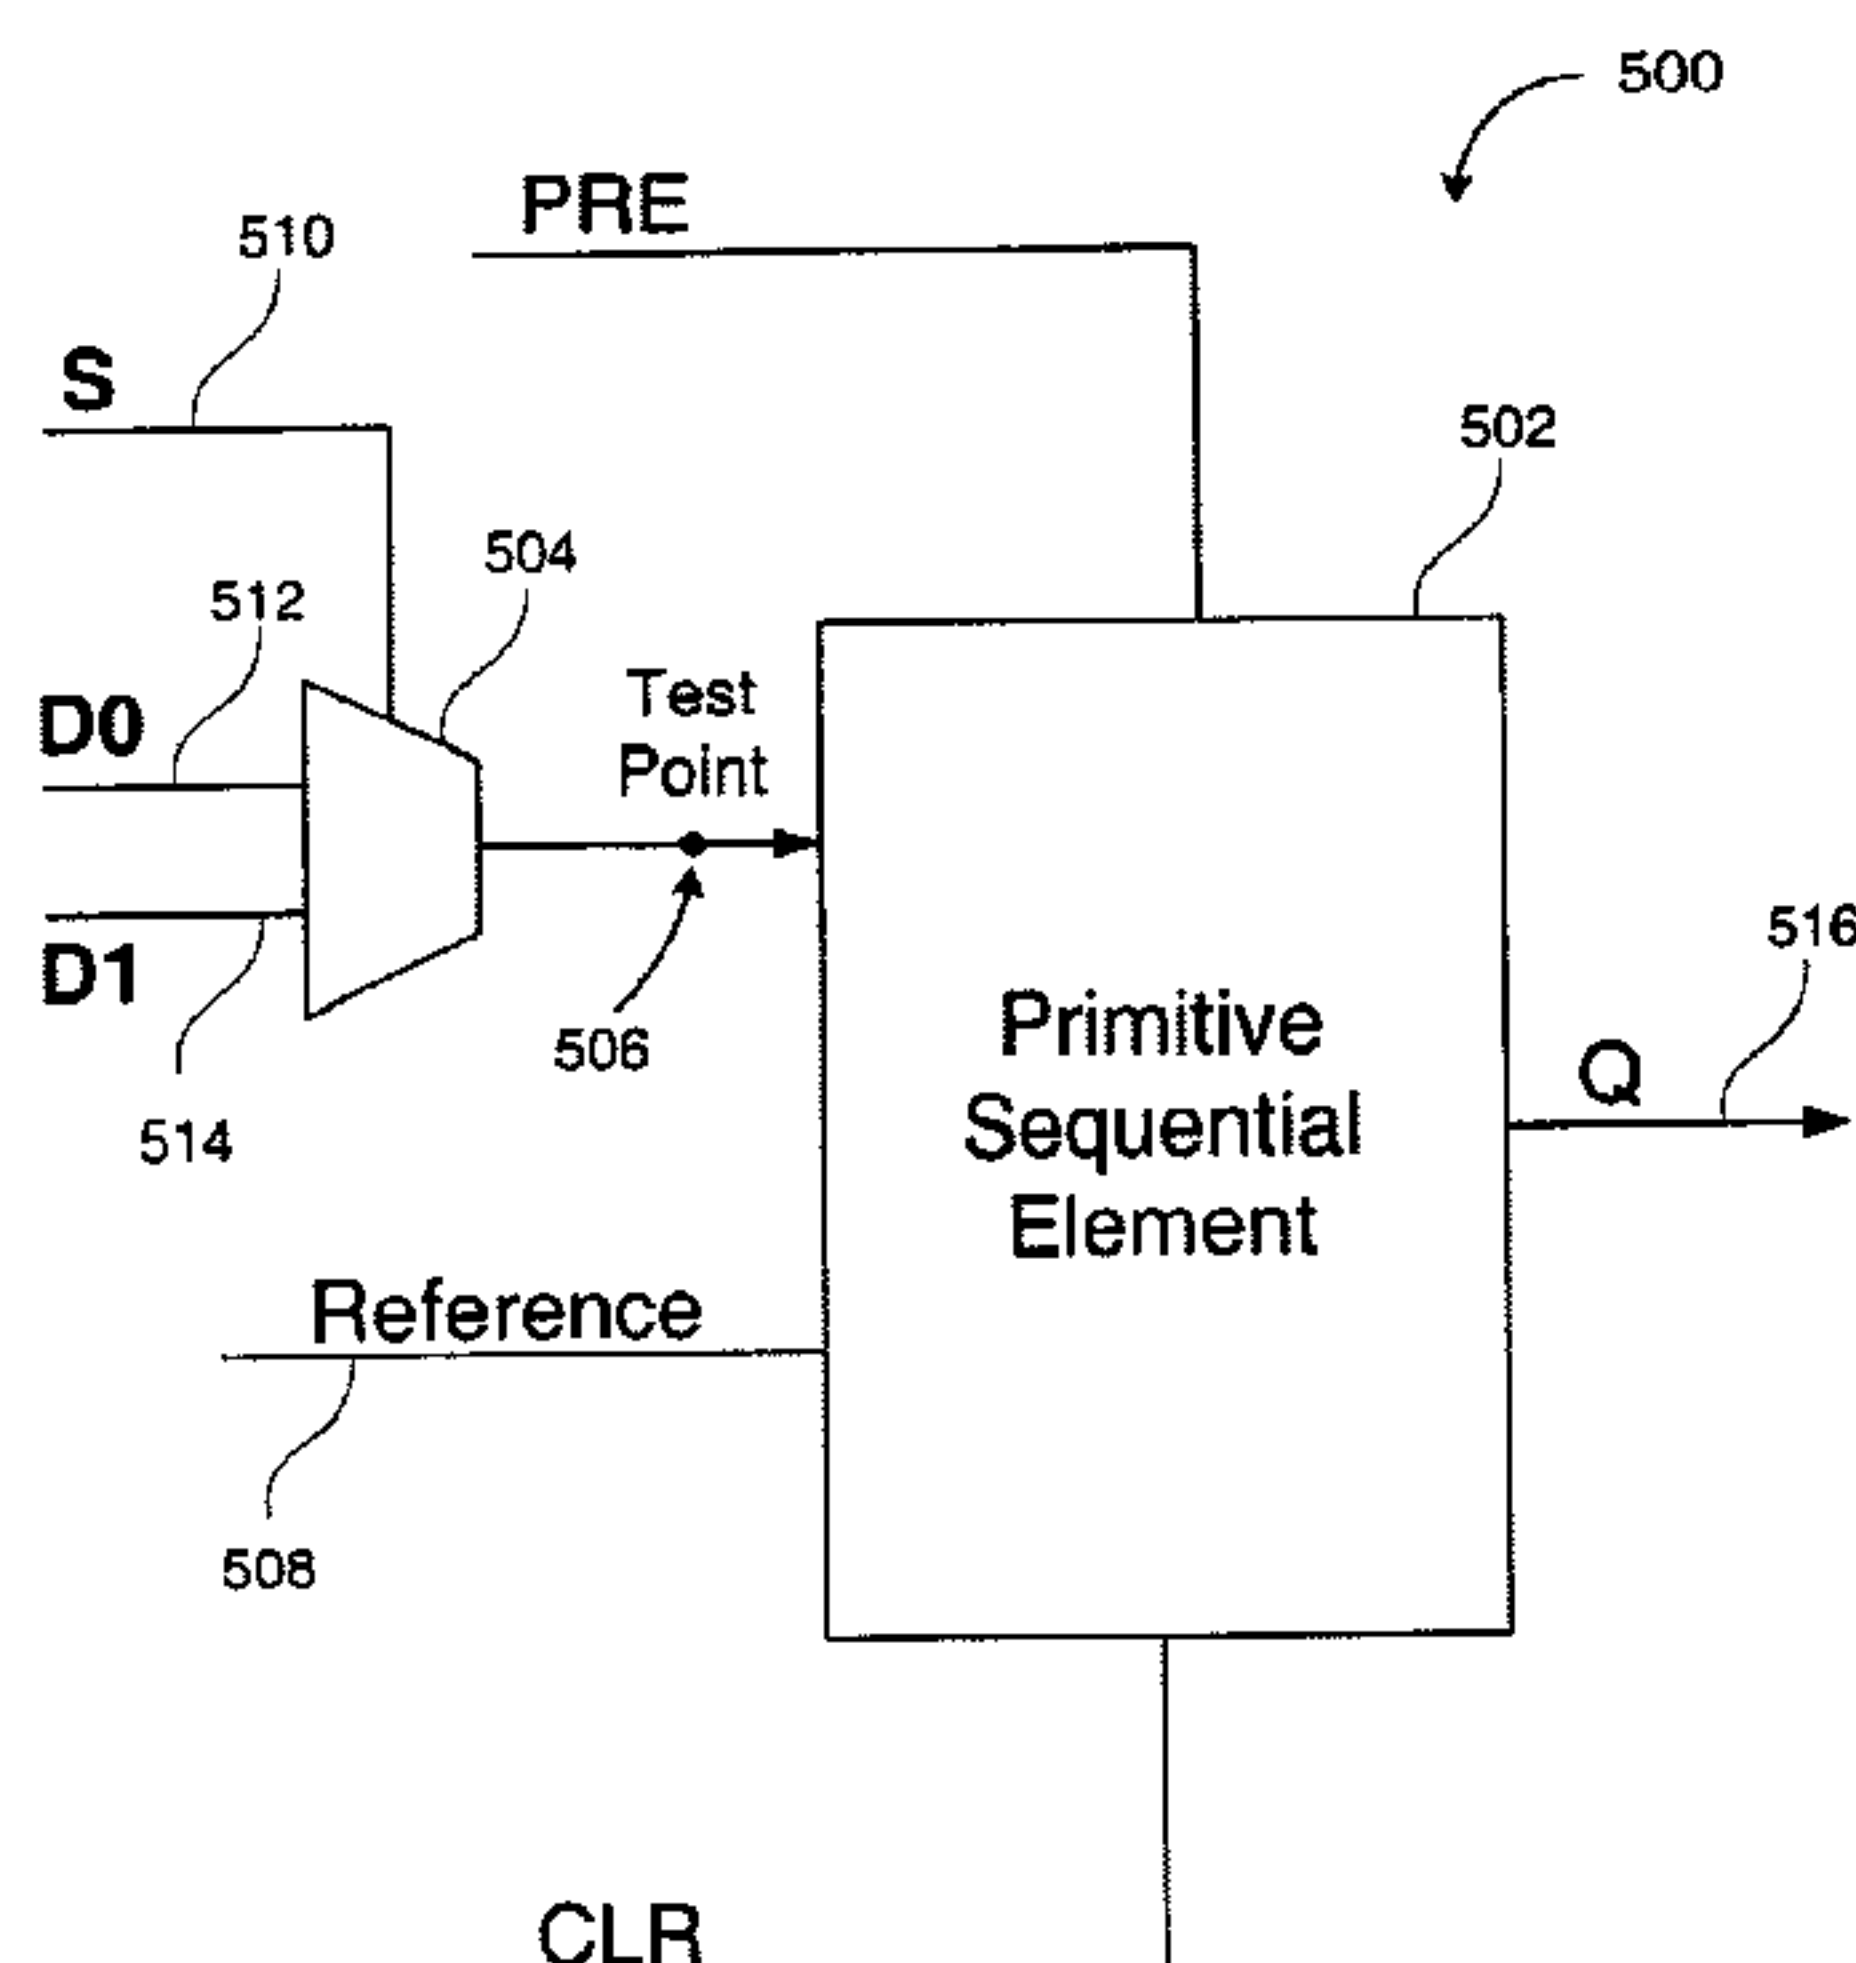 500
PRE
510
S
502
504
512
Test
Point
D0
516
D1
506
Primitive
Sequential
Element
Q
514
Reference
508
CLR